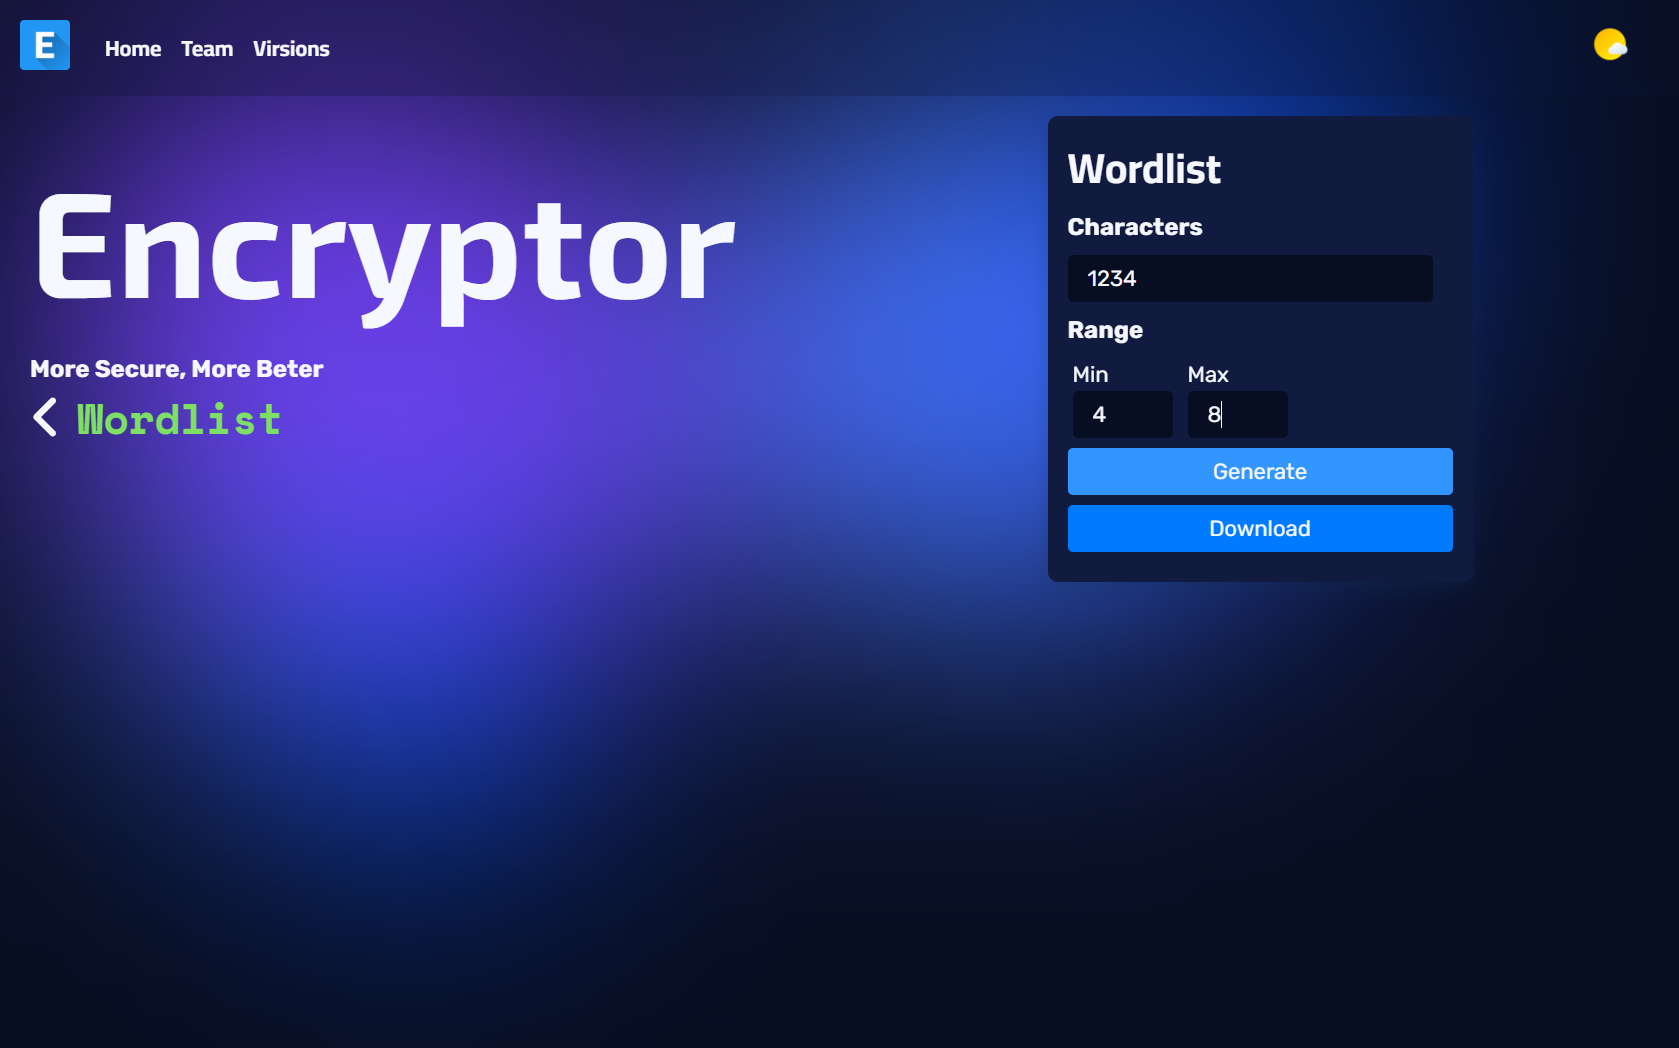 E
Home Team Virsions
Encryptor
More Secure, More Beter
Wordlist
Wordlist
Characters
1234
Range
Min Max
4 8
Generate
Download